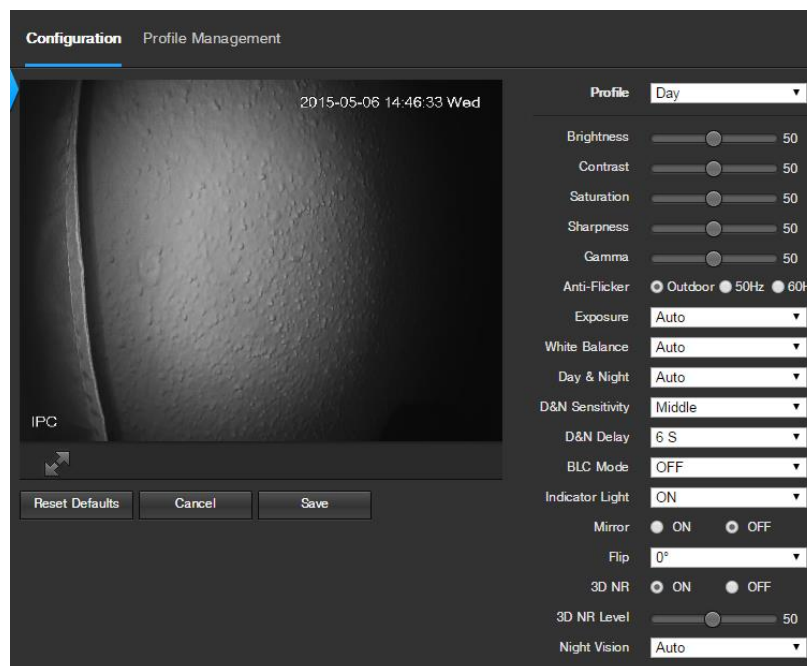 Configuration Profile Management
2015-05-06 14:46:33 Wed
IPC
Reset Defaults Cancel Save
Profile Day
Brightness 50
Contrast 50
Saturation 50
Sharpness 50
Gamma 50
Anti-Flicker Outdoor 50Hz 60H
Exposure Auto
White Balance Auto
Day & Night Auto
D&N Sensitivity Middle
D&N Delay 6 S
BLC Mode OFF
Indicator Light ON
Mirror ON OFF
Flip 0°
3D NR ON OFF
3D NR Level 50
Night Vision Auto